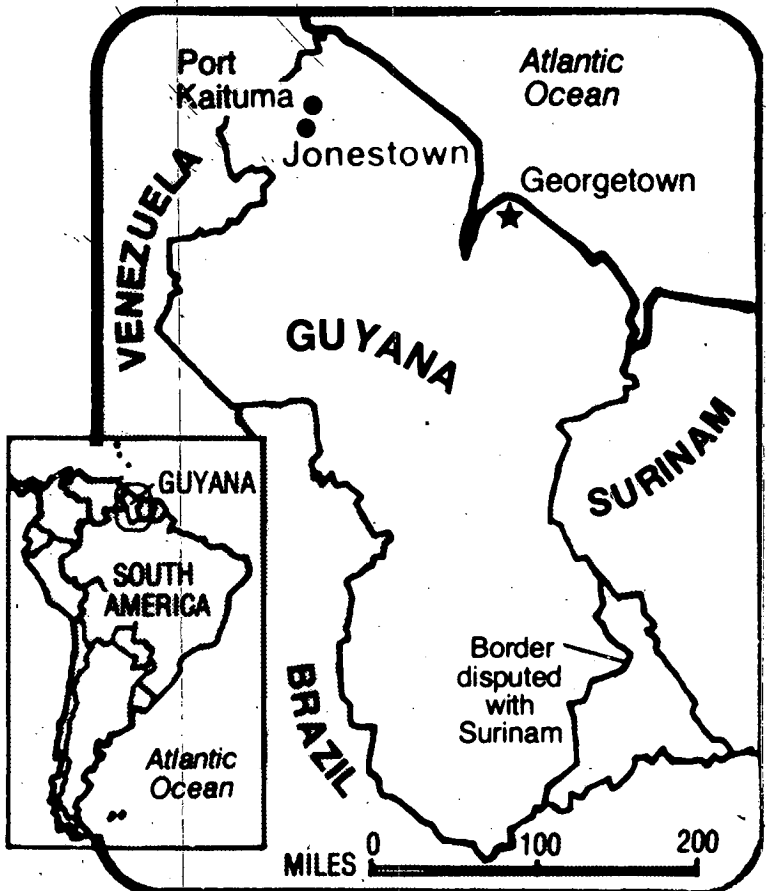 Port
Kaituma
Atlantic
Ocean
Jonestown
Georgetown
VENEZUELA
GUYANA
SURINAM
GUYANA
SOUTH
AMERICA
Atlantic
Ocean
BRAZIL
Border
disputed
with
Surinam
MILES 0 100 200